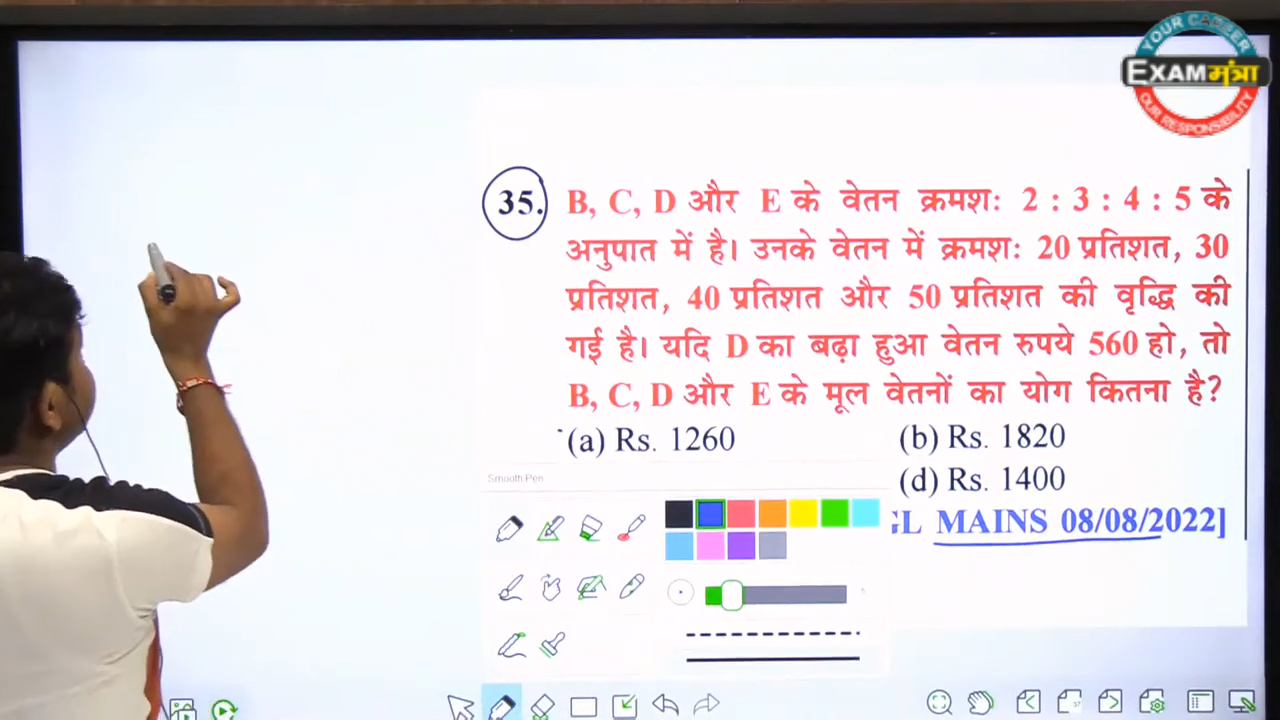 YOUR CAREER
EXAMमंत्रा
OUR RESPONSIBILITY
35. B, C, D और E के वेतन क्रमशः 2 : 3 : 4 : 5 के
अनुपात में है। उनके वेतन में क्रमशः 20 प्रतिशत, 30
प्रतिशत, 40 प्रतिशत और 50 प्रतिशत की वृद्धि की
गई है। यदि D का बढ़ा हुआ वेतन रुपये 560 हो, तो
B, C, D और E के मूल वेतनों का योग कितना है?
(a) Rs. 1260 (b) Rs. 1820
Smooth Pen
(d) Rs. 1400
GL MAINS 08/08/2022]